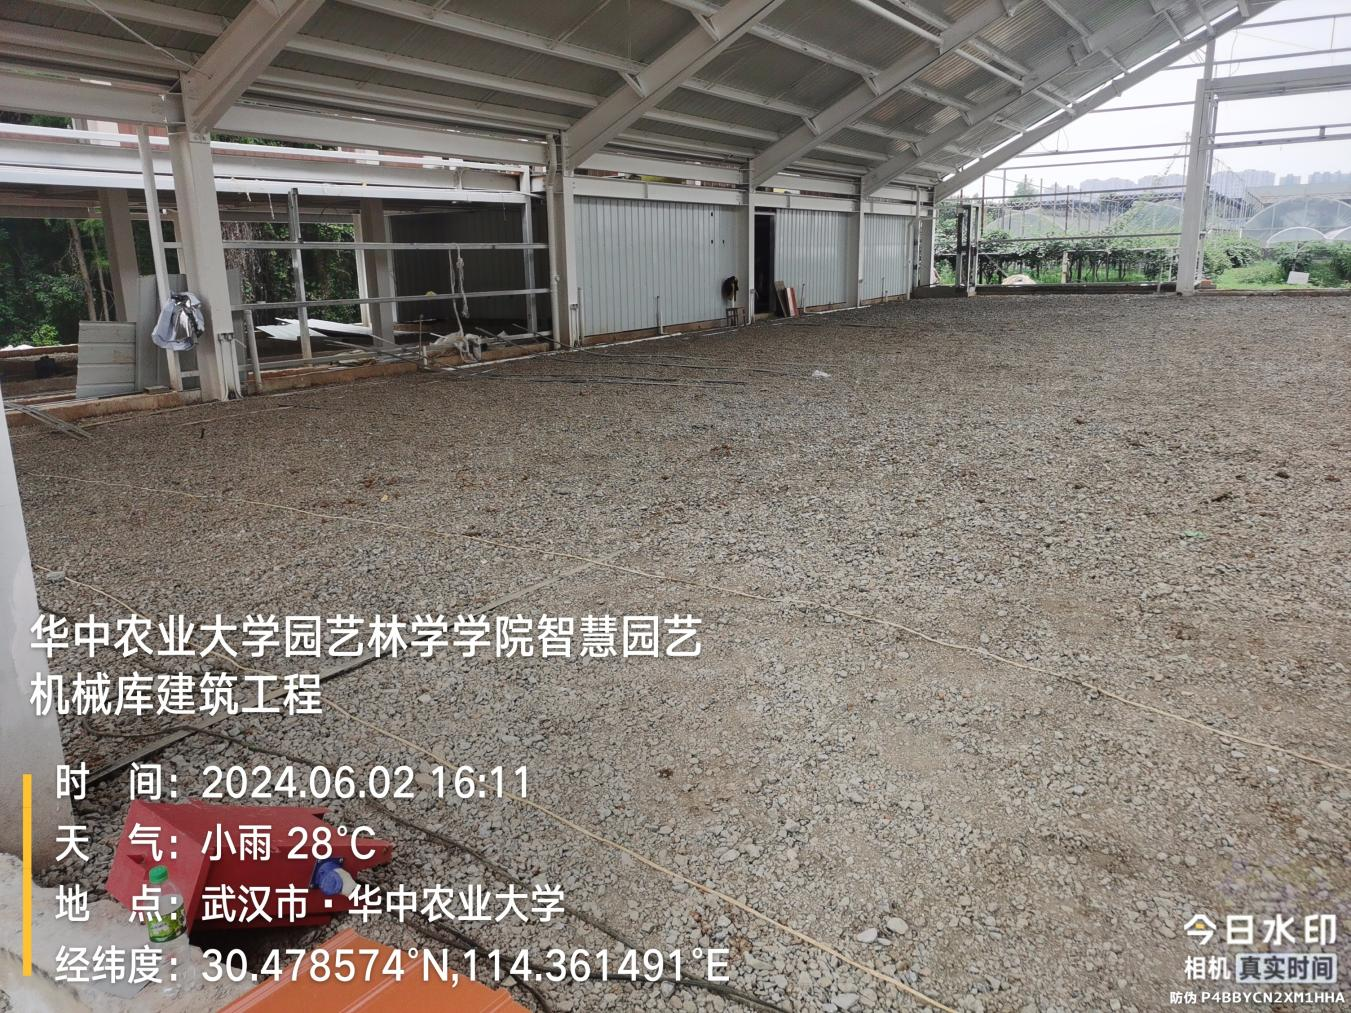 华中农业大学园艺林学学院智慧园艺
机械库建筑工程
时 间：2024.06.02 16:11
天 气：小雨 28°C
地 点：武汉市·华中农业大学
经纬度：30.478574°N,114.361491°E
今日水印
相机 真实时间
防伪 P4BBYCN2XM1HHA